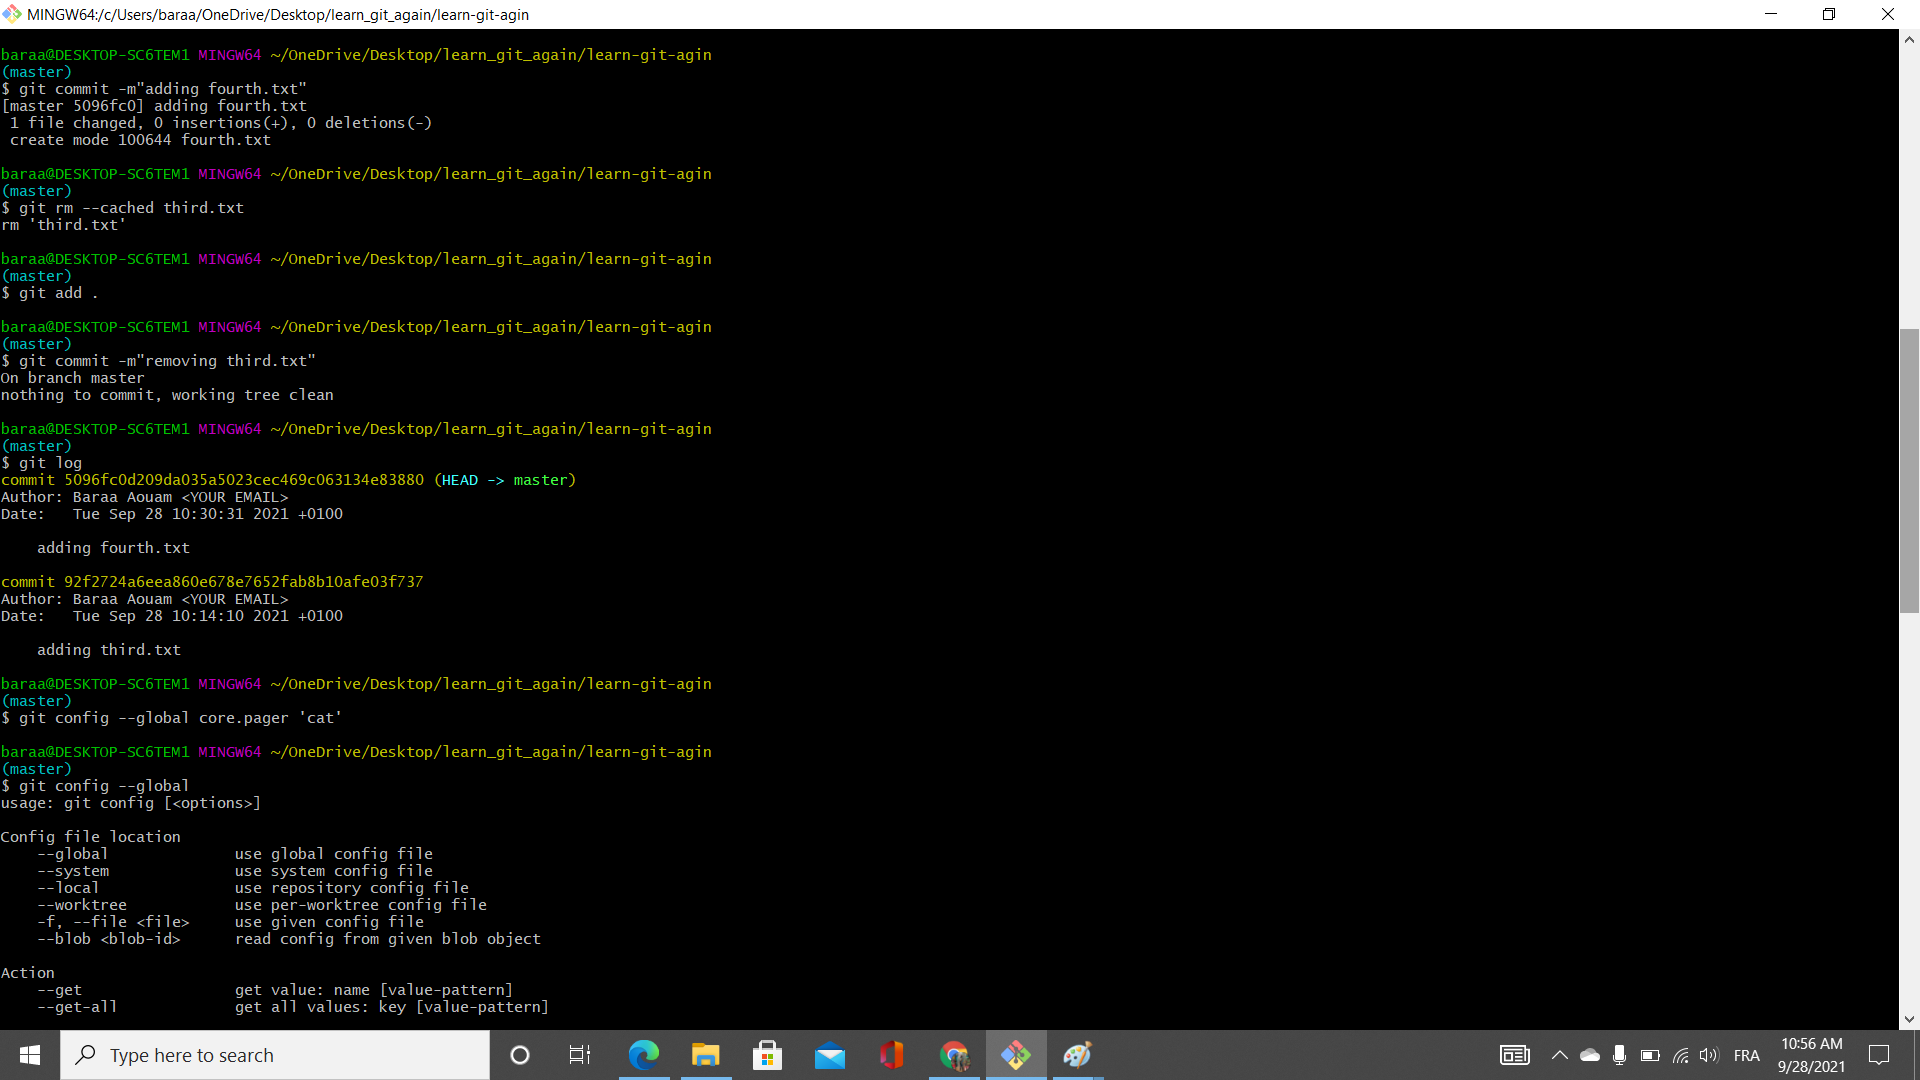 MINGW64:/c/Users/baraa/OneDrive/Desktop/learn_git_again/learn-git-agin
baraa@DESKTOP-SC6TEM1 MINGW64 ~/OneDrive/Desktop/learn_git_again/learn-git-agin
(master)
$ git commit -m"adding fourth.txt"
[master 5096fc0] adding fourth.txt
 1 file changed, 0 insertions(+), 0 deletions(-)
 create mode 100644 fourth.txt
baraa@DESKTOP-SC6TEM1 MINGW64 ~/OneDrive/Desktop/learn_git_again/learn-git-agin
(master)
$ git rm --cached third.txt
rm 'third.txt'
baraa@DESKTOP-SC6TEM1 MINGW64 ~/OneDrive/Desktop/learn_git_again/learn-git-agin
(master)
$ git add .
baraa@DESKTOP-SC6TEM1 MINGW64 ~/OneDrive/Desktop/learn_git_again/learn-git-agin
(master)
$ git commit -m"removing third.txt"
On branch master
nothing to commit, working tree clean
baraa@DESKTOP-SC6TEM1 MINGW64 ~/OneDrive/Desktop/learn_git_again/learn-git-agin
(master)
$ git log
commit 5096fc0d209da035a5023cec469c063134e83880 (HEAD -> master)
Author: Baraa Aouam <YOUR EMAIL>
Date:   Tue Sep 28 10:30:31 2021 +0100
    adding fourth.txt
commit 92f2724a6eea860e678e7652fab8b10afe03f737
Author: Baraa Aouam <YOUR EMAIL>
Date:   Tue Sep 28 10:14:10 2021 +0100
    adding third.txt
baraa@DESKTOP-SC6TEM1 MINGW64 ~/OneDrive/Desktop/learn_git_again/learn-git-agin
(master)
$ git config --global core.pager 'cat'
baraa@DESKTOP-SC6TEM1 MINGW64 ~/OneDrive/Desktop/learn_git_again/learn-git-agin
(master)
$ git config --global
usage: git config [<options>]
Config file location
    --global              use global config file
    --system              use system config file
    --local               use repository config file
    --worktree            use per-worktree config file
    -f, --file <file>     use given config file
    --blob <blob-id>      read config from given blob object
Action
    --get                 get value: name [value-pattern]
    --get-all             get all values: key [value-pattern]
Type here to search
FRA
10:56 AM
9/28/2021